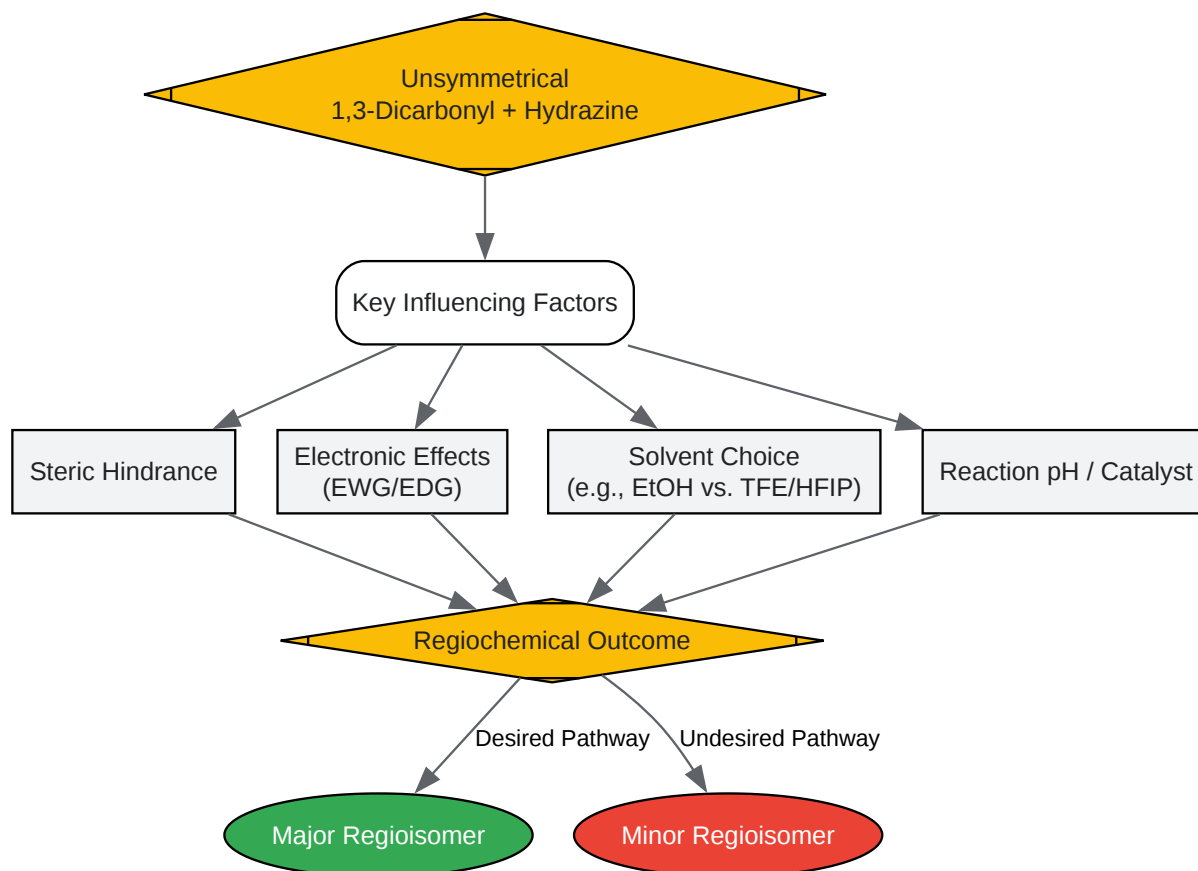 Unsymmetrical
1,3-Dicarbonyl + Hydrazine
Key Influencing Factors
Steric Hindrance
Electronic Effects
(EWG/EDG)
Solvent Choice
(e.g., EtOH vs. TFE/HFIP)
Reaction pH / Catalyst
Regiochemical Outcome
Desired Pathway
Undesired Pathway
Major Regioisomer
Minor Regioisomer